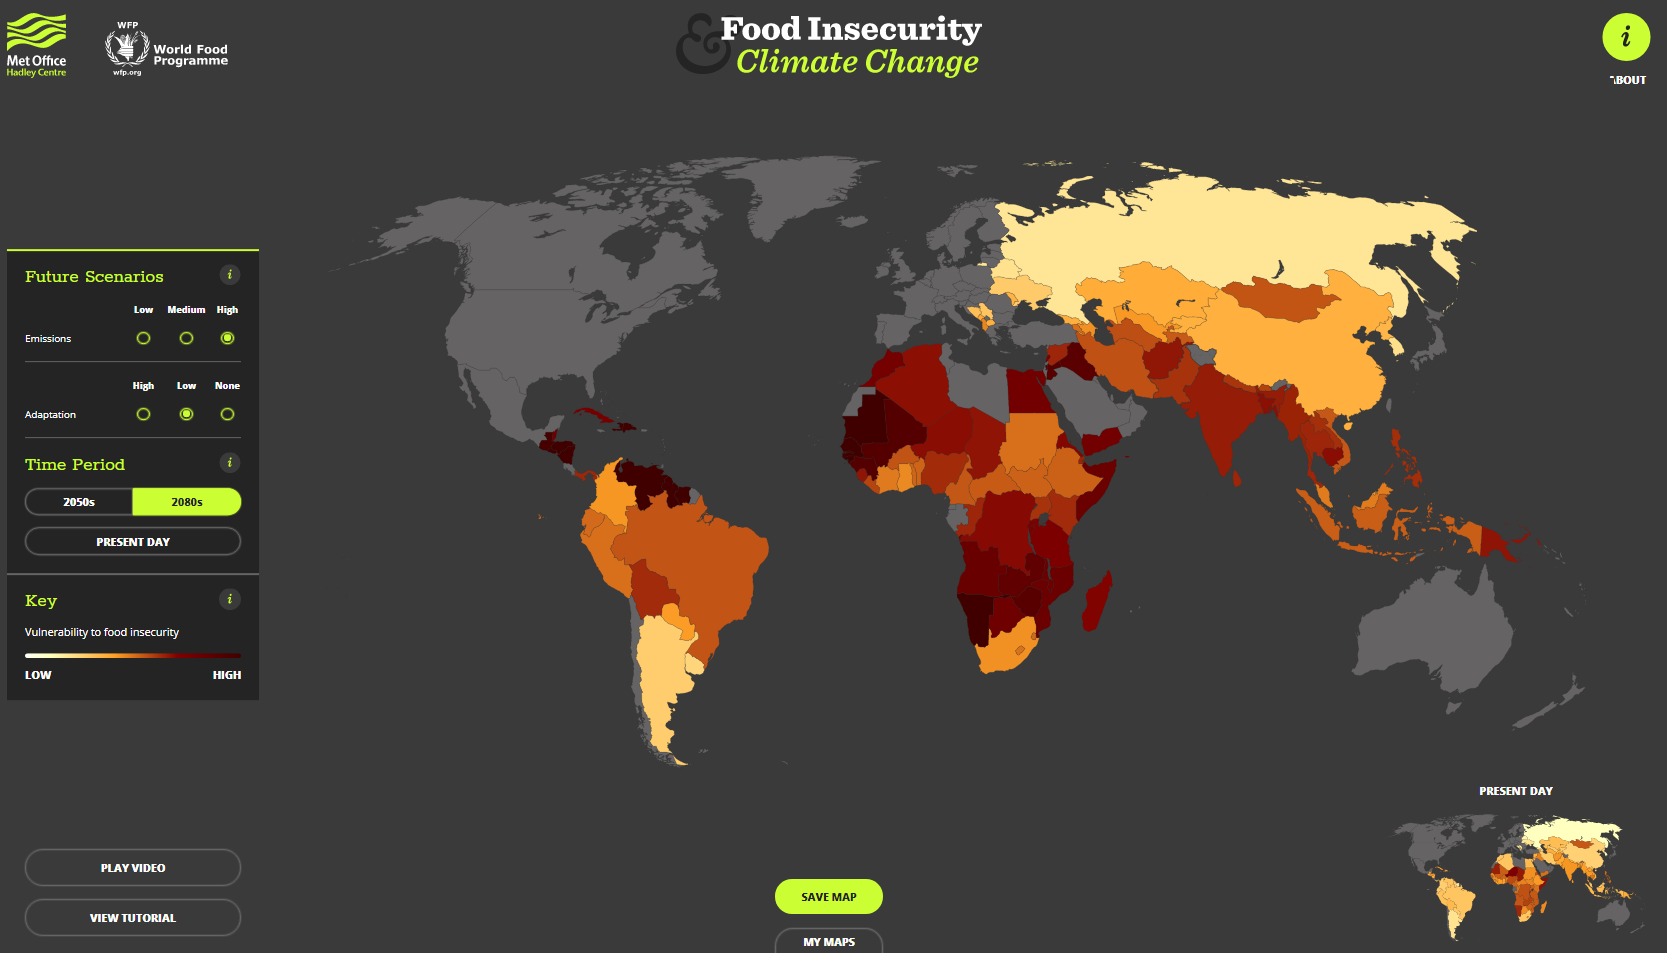 Met Office
Hadley Centre
WFP
wfp.org
World Food
Programme
&
Food Insecurity
Climate Change
i
ABOUT
Future Scenarios
i
Low Medium High
Emissions
High Low None
Adaptation
Time Period
i
2050s
2080s
PRESENT DAY
Key
i
Vulnerability to food insecurity
LOW
HIGH
PLAY VIDEO
VIEW TUTORIAL
SAVE MAP
MY MAPS
PRESENT DAY